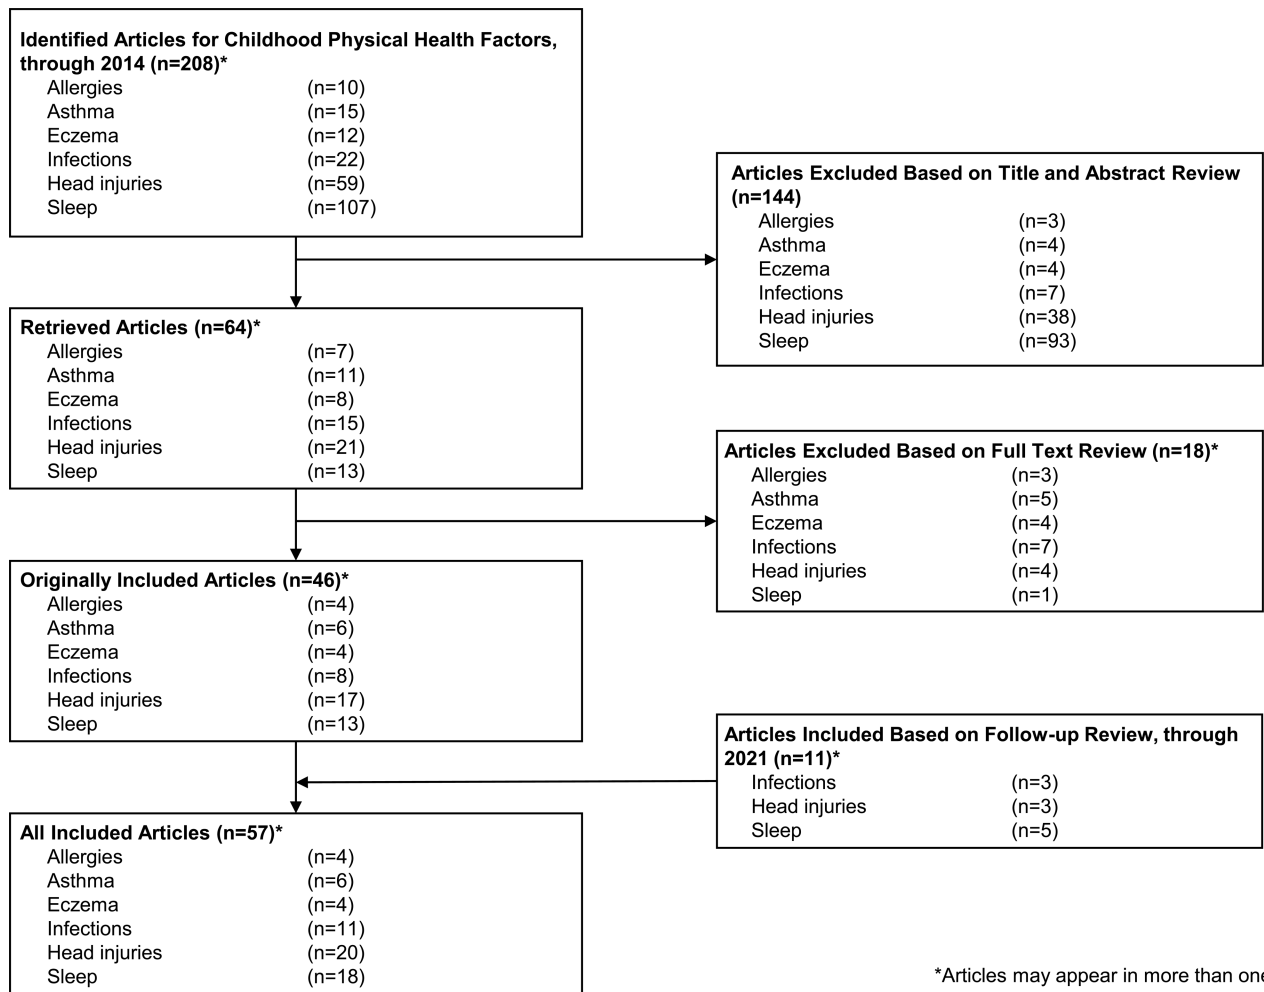 Identified Articles for Childhood Physical Health Factors,
through 2014 (n=208)*
Allergies (n=10)
Asthma (n=15)
Eczema (n=12)
Infections (n=22)
Head injuries (n=59)
Sleep (n=107)
Articles Excluded Based on Title and Abstract Review
(n=144)
Allergies (n=3)
Asthma (n=4)
Eczema (n=4)
Infections (n=7)
Head injuries (n=38)
Sleep (n=93)
Retrieved Articles (n=64)*
Allergies (n=7)
Asthma (n=11)
Eczema (n=8)
Infections (n=15)
Head injuries (n=21)
Sleep (n=13)
Articles Excluded Based on Full Text Review (n=18)*
Allergies (n=3)
Asthma (n=5)
Eczema (n=4)
Infections (n=7)
Head injuries (n=4)
Sleep (n=1)
Originally Included Articles (n=46)*
Allergies (n=4)
Asthma (n=6)
Eczema (n=4)
Infections (n=8)
Head injuries (n=17)
Sleep (n=13)
Articles Included Based on Follow-up Review, through
2021 (n=11)*
Infections (n=3)
Head injuries (n=3)
Sleep (n=5)
All Included Articles (n=57)*
Allergies (n=4)
Asthma (n=6)
Eczema (n=4)
Infections (n=11)
Head injuries (n=20)
Sleep (n=18)
*Articles may appear in more than one